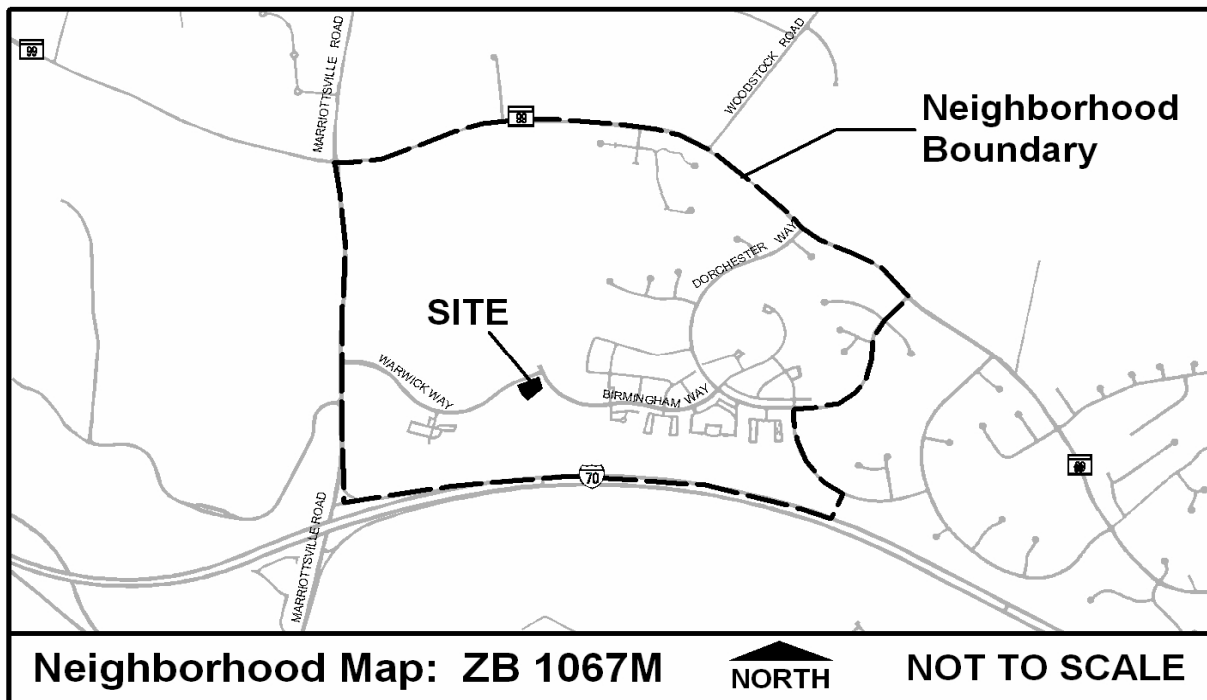 99
MARRIOTTSVILLE ROAD
99
WOODSTOCK ROAD
Neighborhood
Boundary
DORCHESTER WAY
SITE
WARWICK WAY
BIRMINGHAM WAY
70
MARRIOTTSVILLE ROAD
Neighborhood Map: ZB 1067M
NORTH
NOT TO SCALE